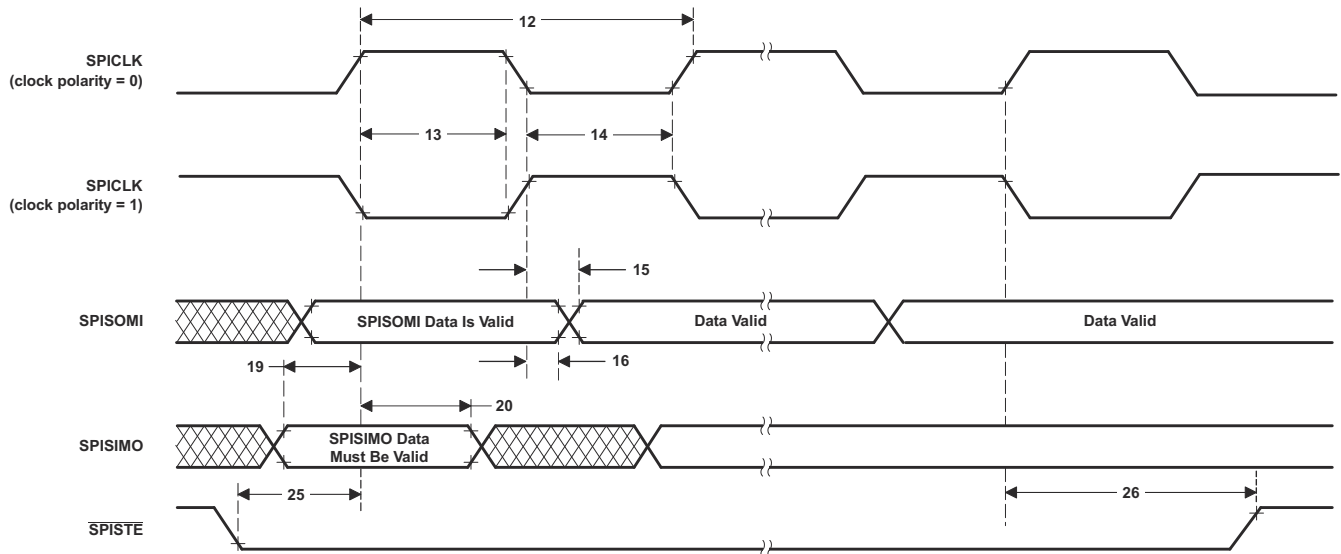 12
SPICLK
(clock polarity = 0)
13
14
SPICLK
(clock polarity = 1)
15
SPISOMI
SPISOMI Data Is Valid
Data Valid
Data Valid
16
19
20
SPISIMO
SPISIMO Data
Must Be Valid
25
26
SPISTE